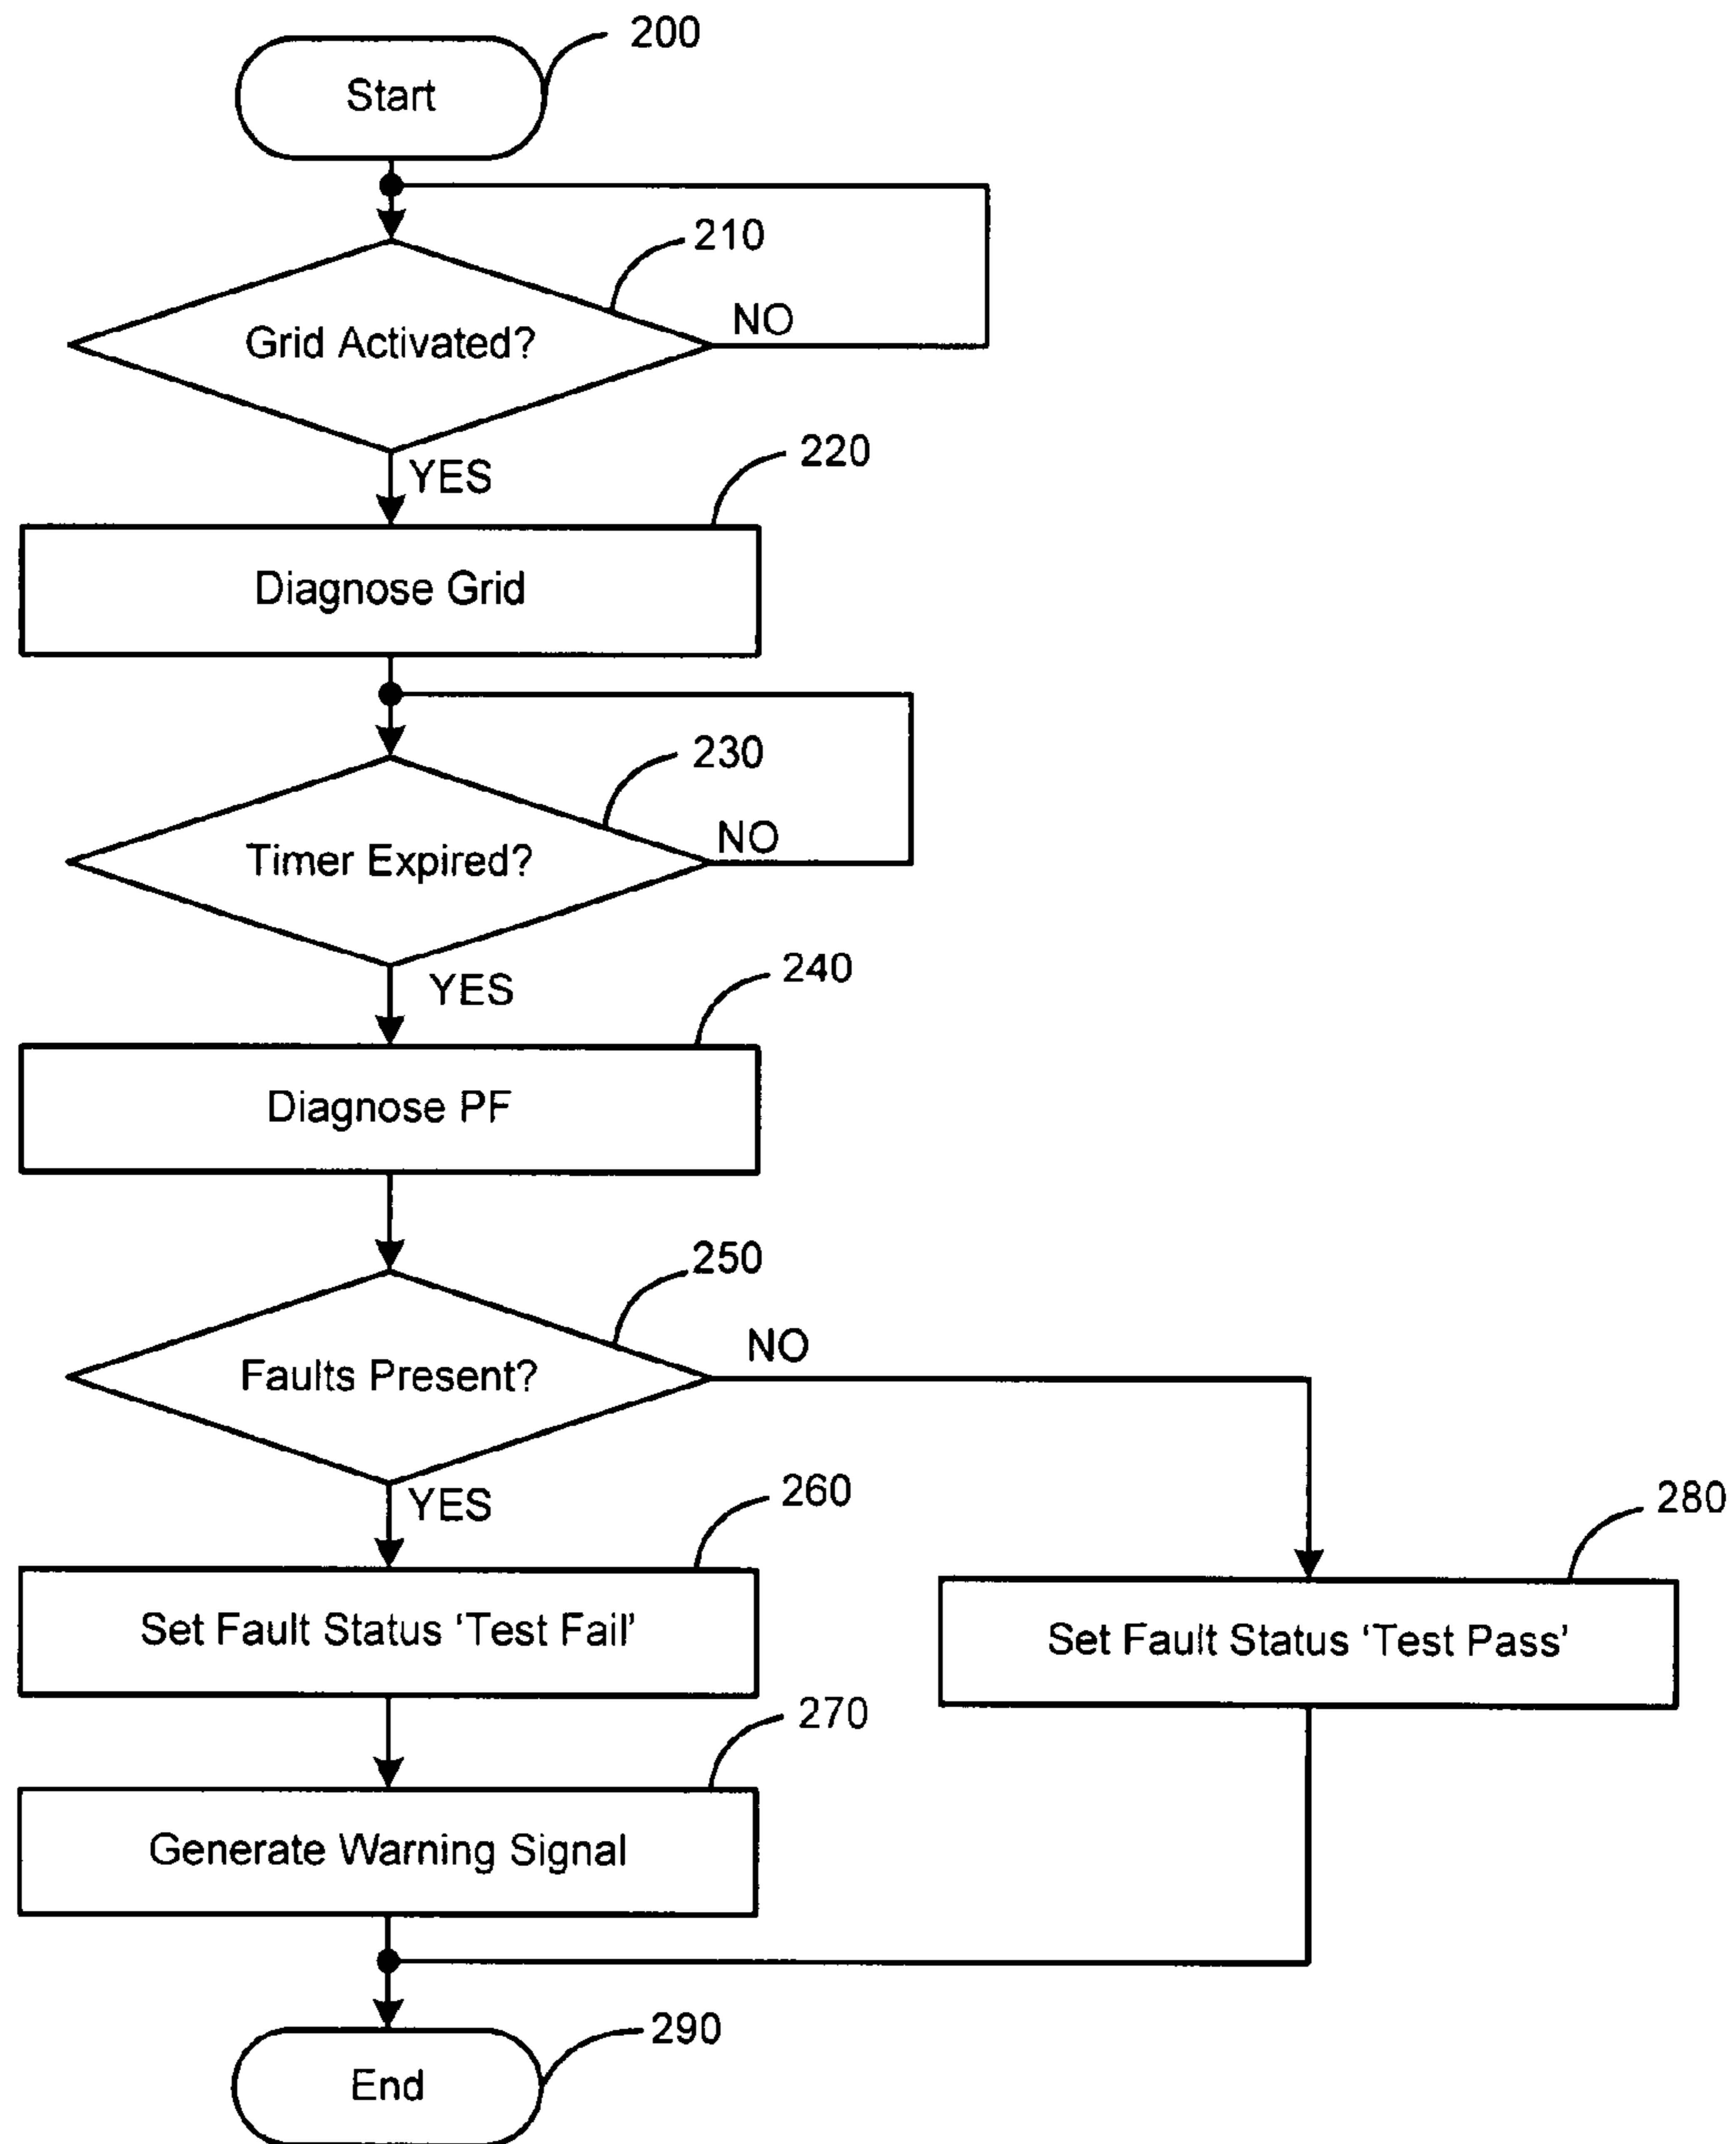 200
Start
210
Grid Activated?
NO
YES
220
Diagnose Grid
230
Timer Expired?
NO
YES
240
Diagnose PF
250
Faults Present?
NO
YES
260
Set Fault Status ‘Test Fail’
280
Set Fault Status ‘Test Pass’
270
Generate Warning Signal
290
End